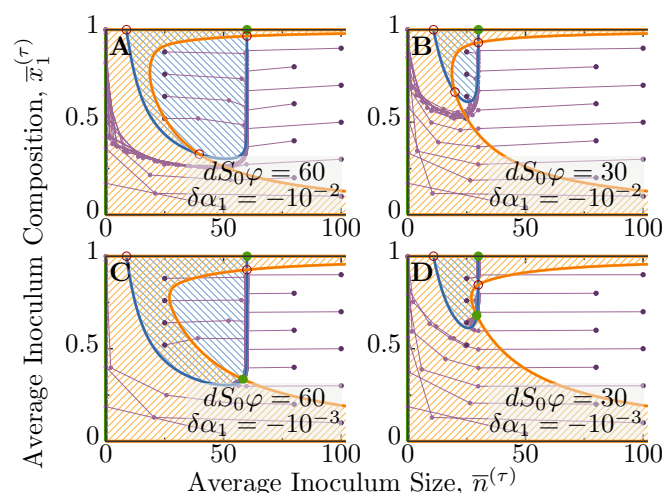 Average Inoculum Composition, x̄₁^(τ)
1
A
0.5
dS₀φ = 60
δα₁ = −10⁻²
0
0 50 100
1
B
0.5
dS₀φ = 30
δα₁ = −10⁻²
0
0 50 100
1
C
0.5
dS₀φ = 60
δα₁ = −10⁻³
0
0 50 100
1
D
0.5
dS₀φ = 30
δα₁ = −10⁻³
0
0 50 100
Average Inoculum Size, n̄^(τ)